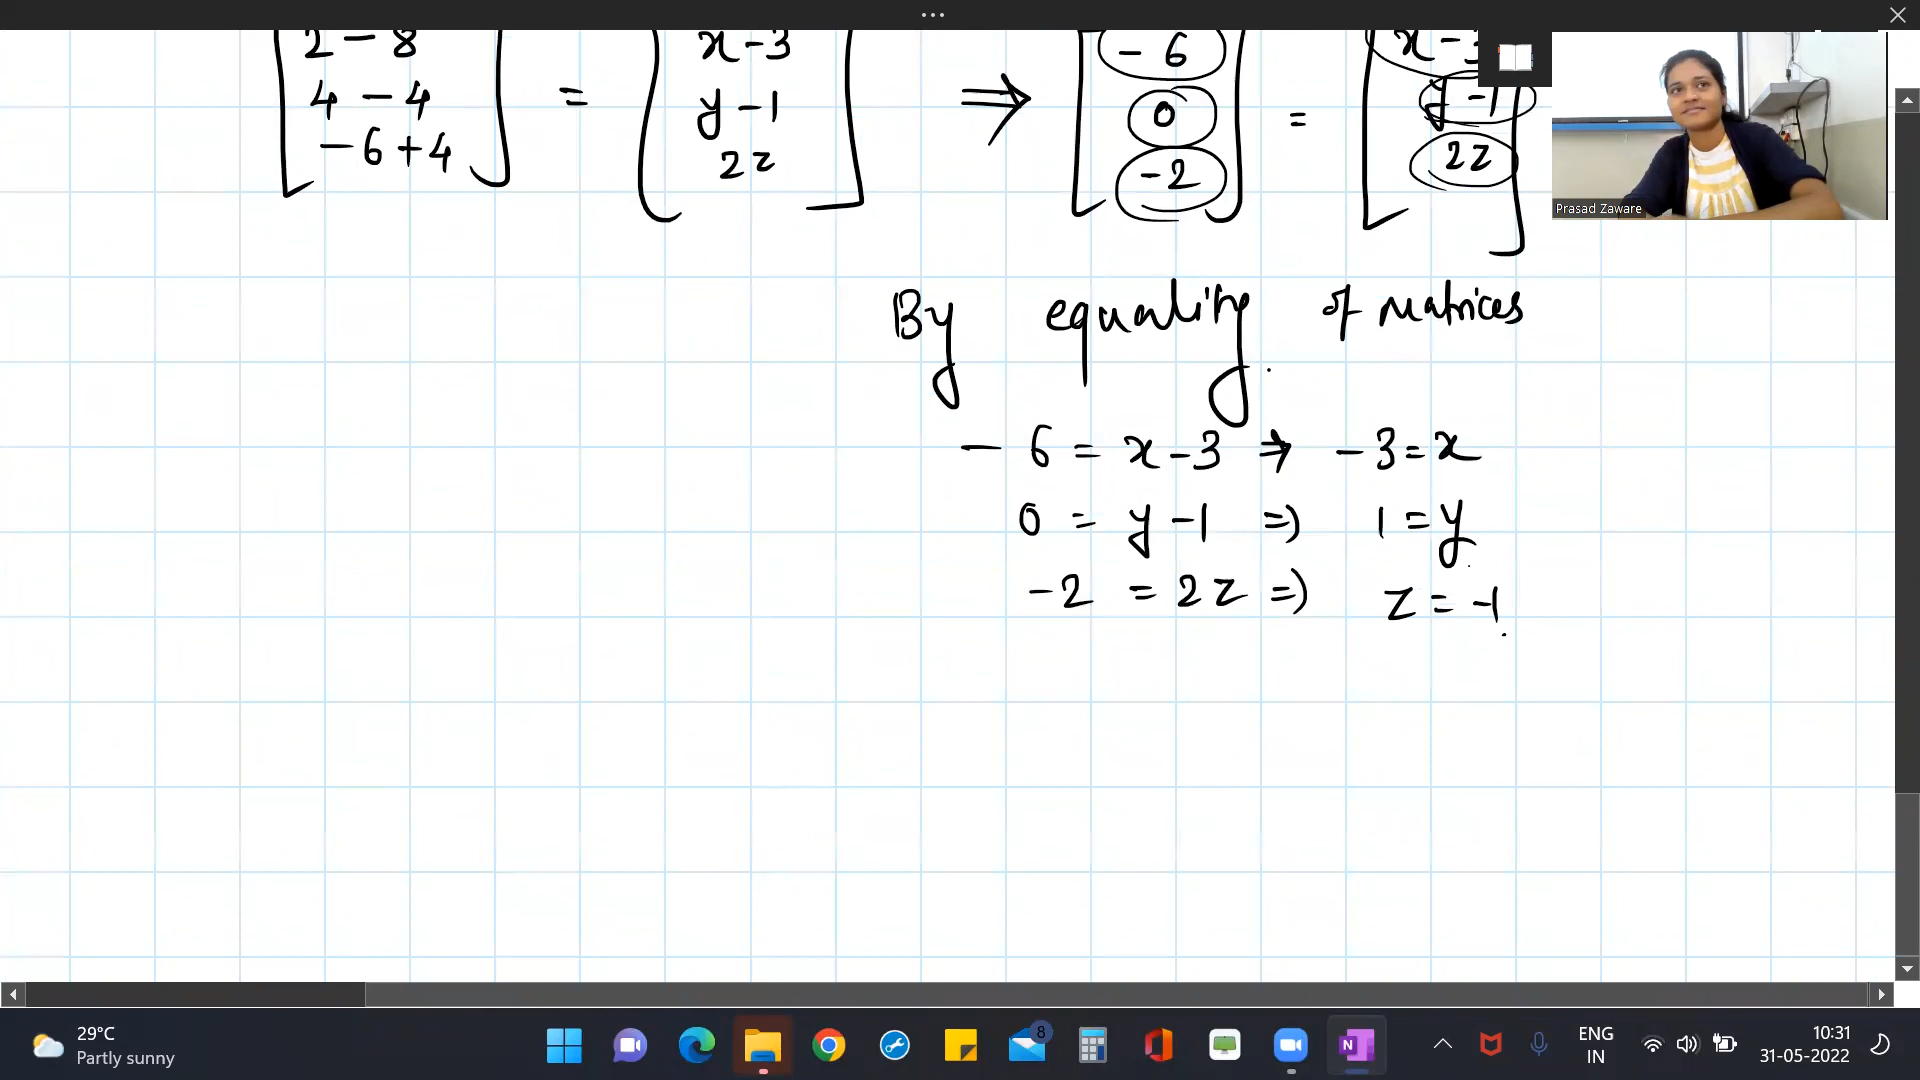 2 - 8
4 - 4
- 6 + 4
=
x - 3
y - 1
2z
⇒
- 6
0
- 2
=
x - 3
y - 1
2z
Prasad Zaware
By equality of matrices
- 6 = x - 3 ⇒ - 3 = x
0 = y - 1 ⇒ 1 = y
- 2 = 2z ⇒ z = -1
29°C
Partly sunny
8
N
ENG
IN
10:31
31-05-2022